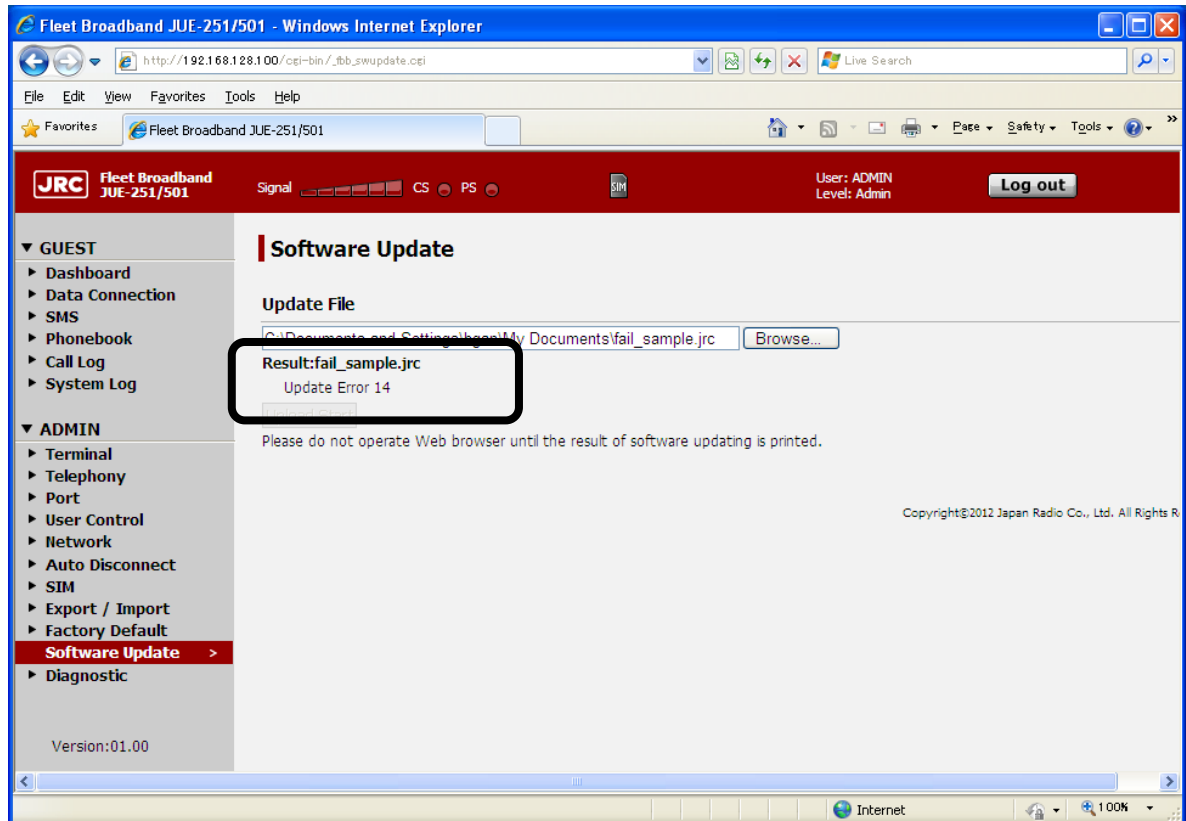 Fleet Broadband JUE-251/501 - Windows Internet Explorer
http://192.168.128.100/cgi-bin/_fbb_swupdate.cgi
Live Search
File Edit View Favorites Tools Help
Favorites
Fleet Broadband JUE-251/501
Page Safety Tools
JRC
Fleet Broadband
JUE-251/501
Signal
CS
PS
SIM
User: ADMIN
Level: Admin
Log out
▼ GUEST
Dashboard
Data Connection
SMS
Phonebook
Call Log
System Log
▼ ADMIN
Terminal
Telephony
Port
User Control
Network
Auto Disconnect
SIM
Export / Import
Factory Default
Software Update >
Diagnostic
Version:01.00
Software Update
Update File
C:\Documents and Settings\hgan\My Documents\fail_sample.jrc
Browse...
Result:fail_sample.jrc
Update Error 14
Upload Start
Please do not operate Web browser until the result of software updating is printed.
Copyright©2012 Japan Radio Co., Ltd. All Rights R
Internet
100%